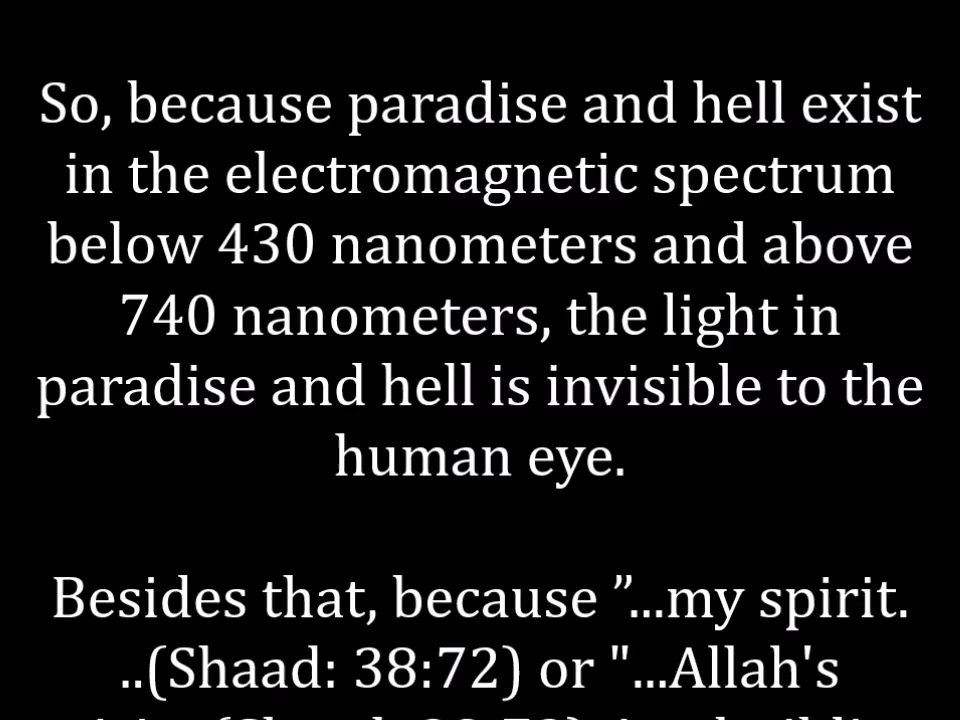 So, because paradise and hell exist
in the electromagnetic spectrum
below 430 nanometers and above
740 nanometers, the light in
paradise and hell is invisible to the
human eye.
Besides that, because ”...my spirit.
..(Shaad: 38:72) or "...Allah's